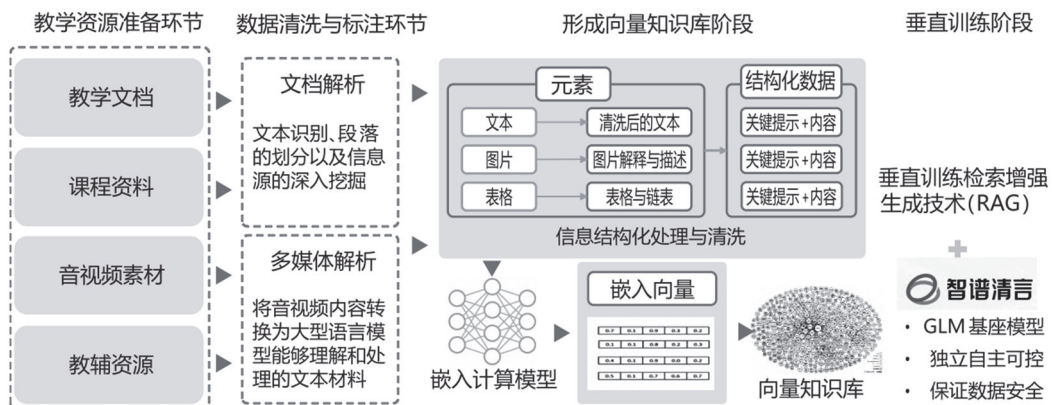 教学资源准备环节
数据清洗与标注环节
形成向量知识库阶段
垂直训练阶段
教学文档
课程资料
音视频素材
教辅资源
文档解析
文本识别、段落
的划分以及信息
源的深入挖掘
多媒体解析
将音视频内容转
换为大型语言模
型能够理解和处
理的文本材料
元素
文本
清洗后的文本
图片
图片解释与描述
表格
表格与链表
结构化数据
关键提示+内容
关键提示+内容
关键提示+内容
信息结构化处理与清洗
嵌入计算模型
嵌入向量
0.7 0.1 0.9 0.3 0.2
0.1 0.1 0.8 0.2 0.3
0.4 0.1 0.9 0.0 0.2
0.5 0.1 0.7 0.6 0.7
向量知识库
垂直训练检索增强
生成技术(RAG)
+
智谱清言
· GLM基座模型
· 独立自主可控
· 保证数据安全